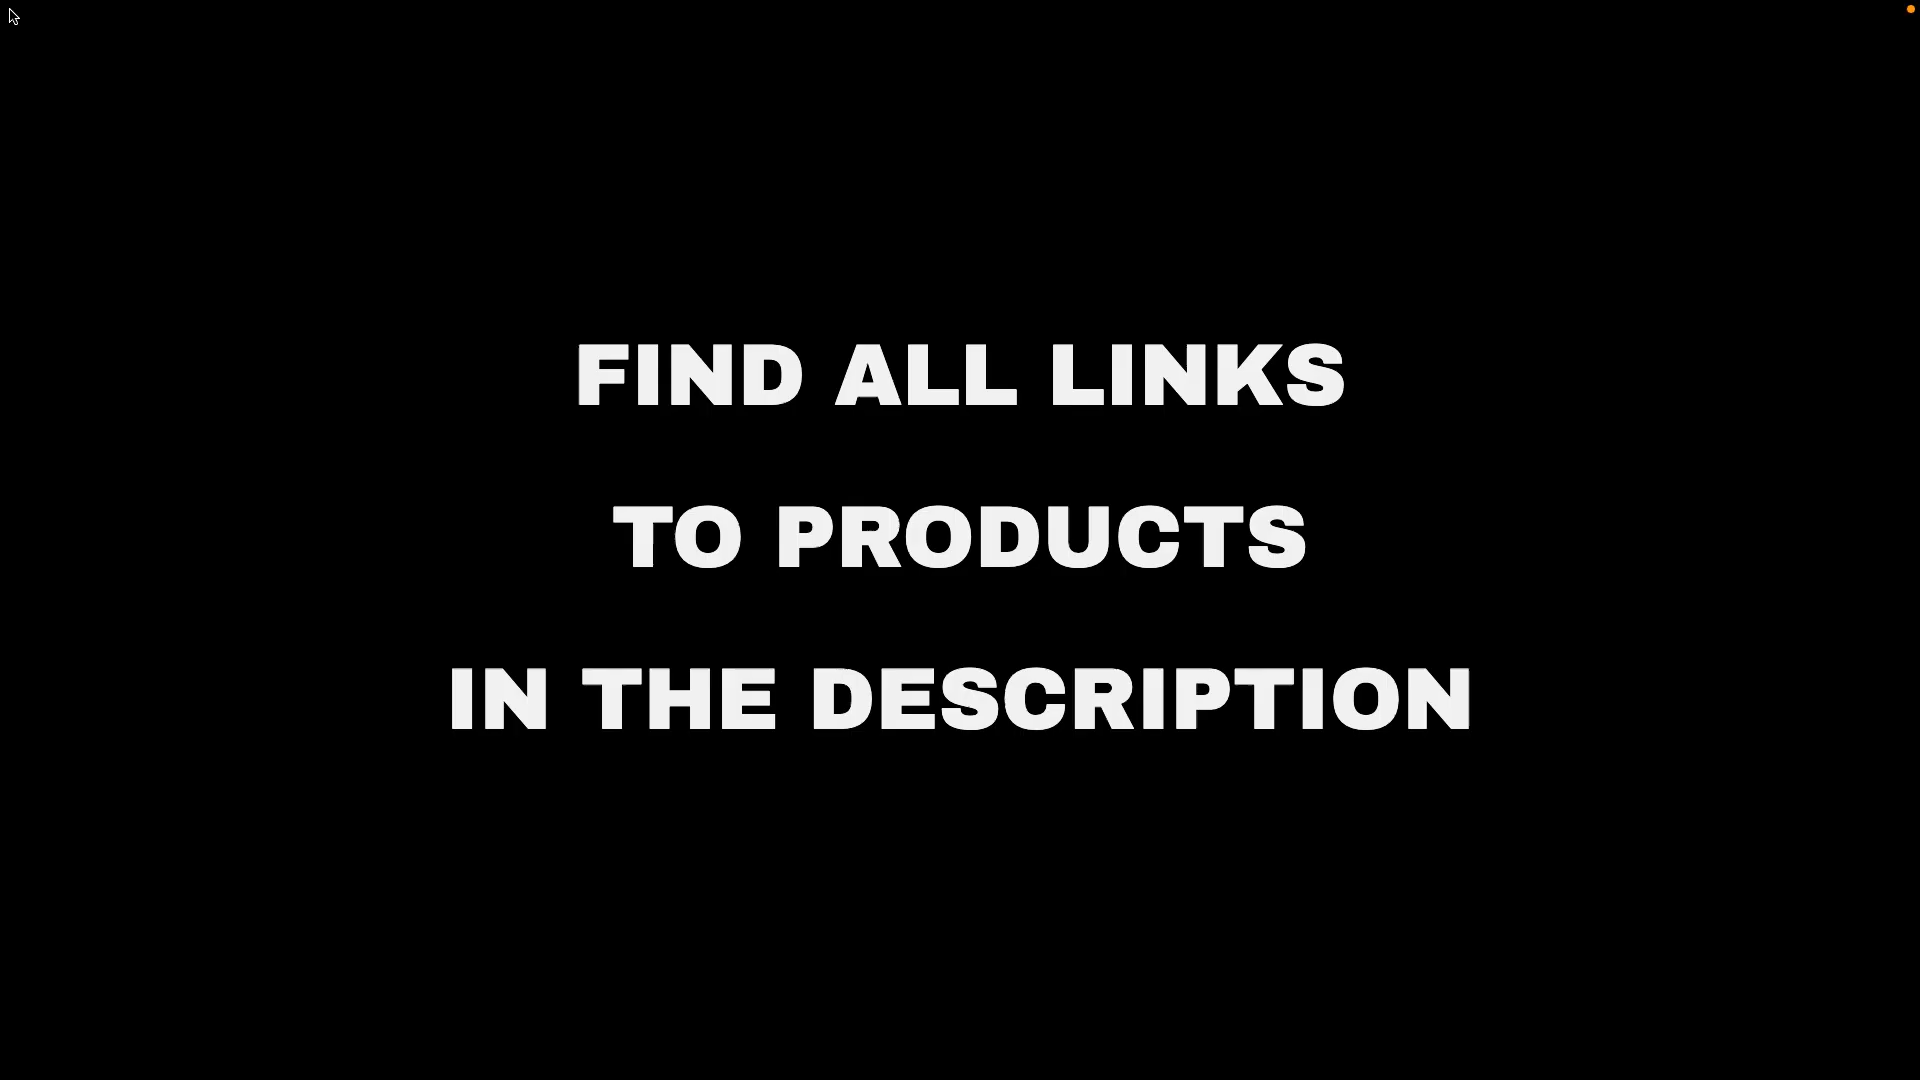 FIND ALL LINKS
TO PRODUCTS
IN THE DESCRIPTION